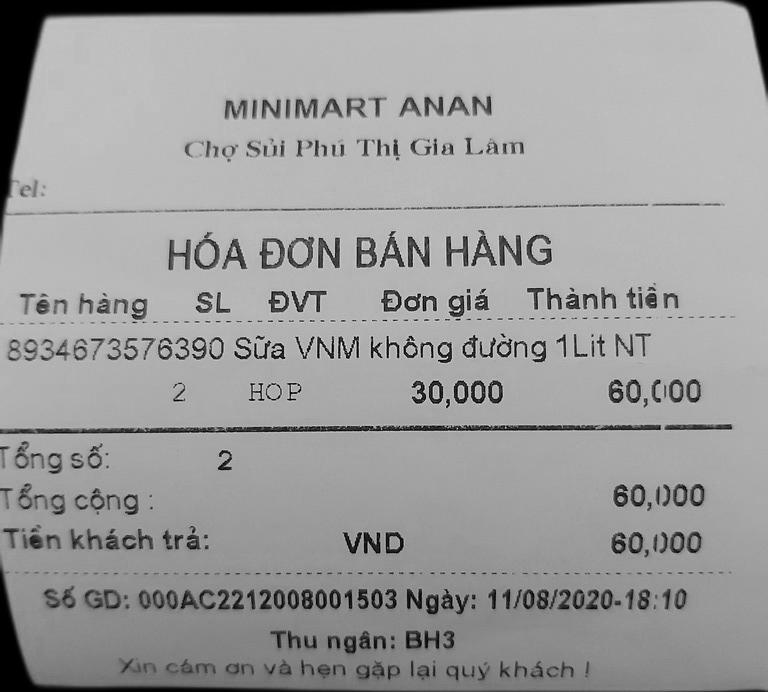 MINIMART ANAN
Chợ Sủi Phú Thị Gia Lâm
Tel:
HÓA ĐƠN BÁN HÀNG
Tên hàng SL ĐVT Đơn giá Thành tiền
8934673576390 Sữa VNM không đường 1Lit NT
2 HOP 30,000 60,000
Tổng số: 2
Tổng cộng : 60,000
Tiền khách trả: VND 60,000
Số GD: 000AC2212008001503 Ngày: 11/08/2020-18:10
Thu ngân: BH3
Xin cám ơn và hẹn gặp lại quý khách !